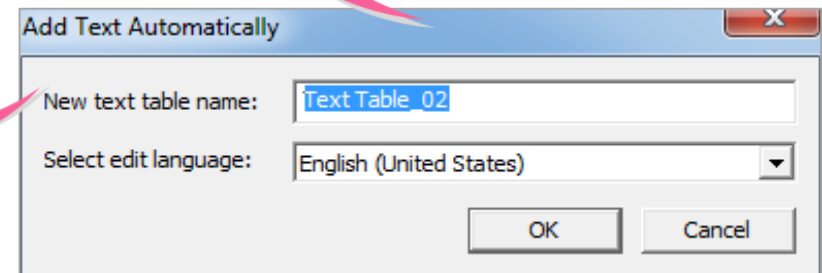 Add Text Automatically
X
New text table name: Text Table_02
Select edit language: English (United States)
OK Cancel